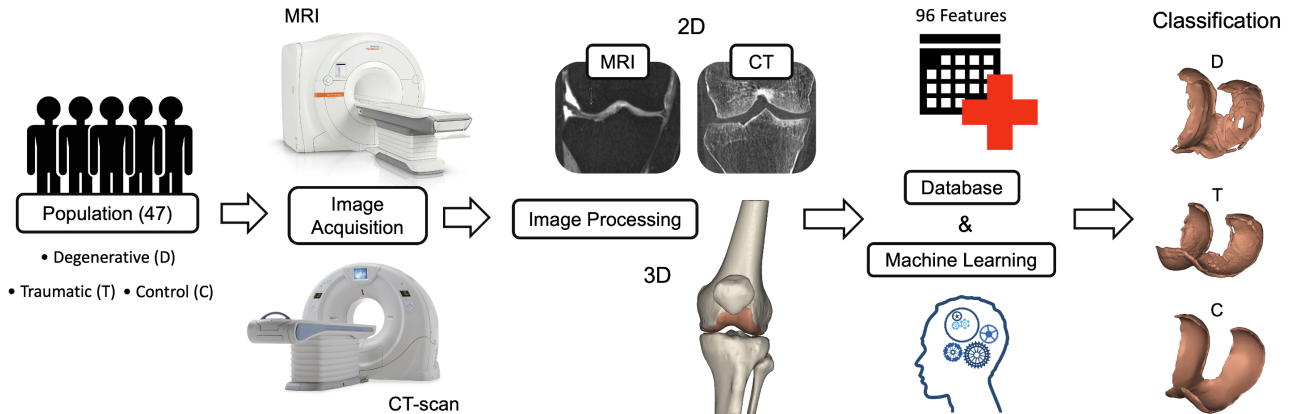 MRI
2D
96 Features
Classification
MRI
CT
D
Population (47)
Image
Acquisition
Image Processing
Database
&
Machine Learning
T
• Degenerative (D)
• Traumatic (T) • Control (C)
3D
C
CT-scan